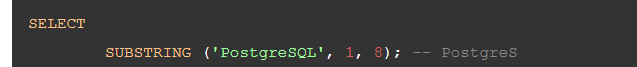 SELECT
SUBSTRING ('PostgreSQL', 1, 8); -- PostgreS